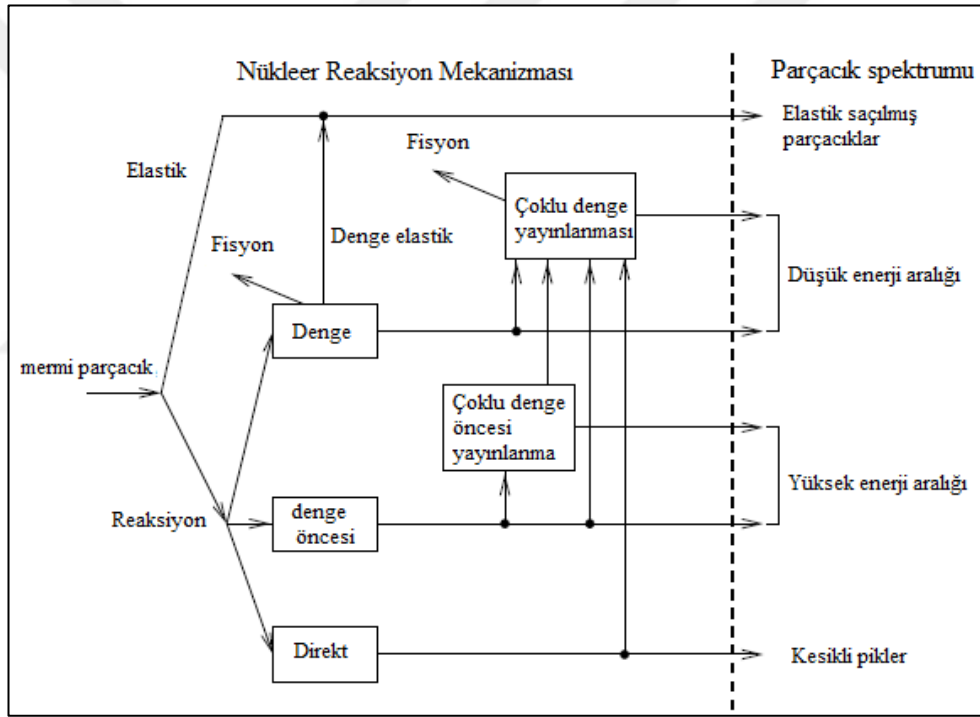 Nükleer Reaksiyon Mekanizması
Parçacık spektrumu
Elastik saçılmış
parçacıklar
Elastik
Fisyon
Çoklu denge
yayınlanması
Fisyon
Denge elastik
Düşük enerji aralığı
Denge
mermi parçacık
Çoklu denge
öncesi
yayınlanma
Yüksek enerji aralığı
Reaksiyon
denge
öncesi
Direkt
Kesikli pikler